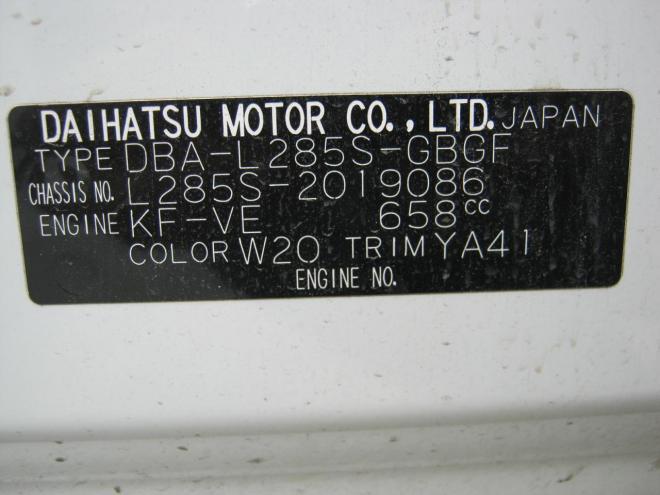 DAIHATSU MOTOR CO., LTD. JAPAN
TYPE DBA-L285S-GBGF
CHASSIS NO. L285S-2019086
ENGINE KF-VE 658cc
COLOR W20 TRIM YA41
ENGINE NO.